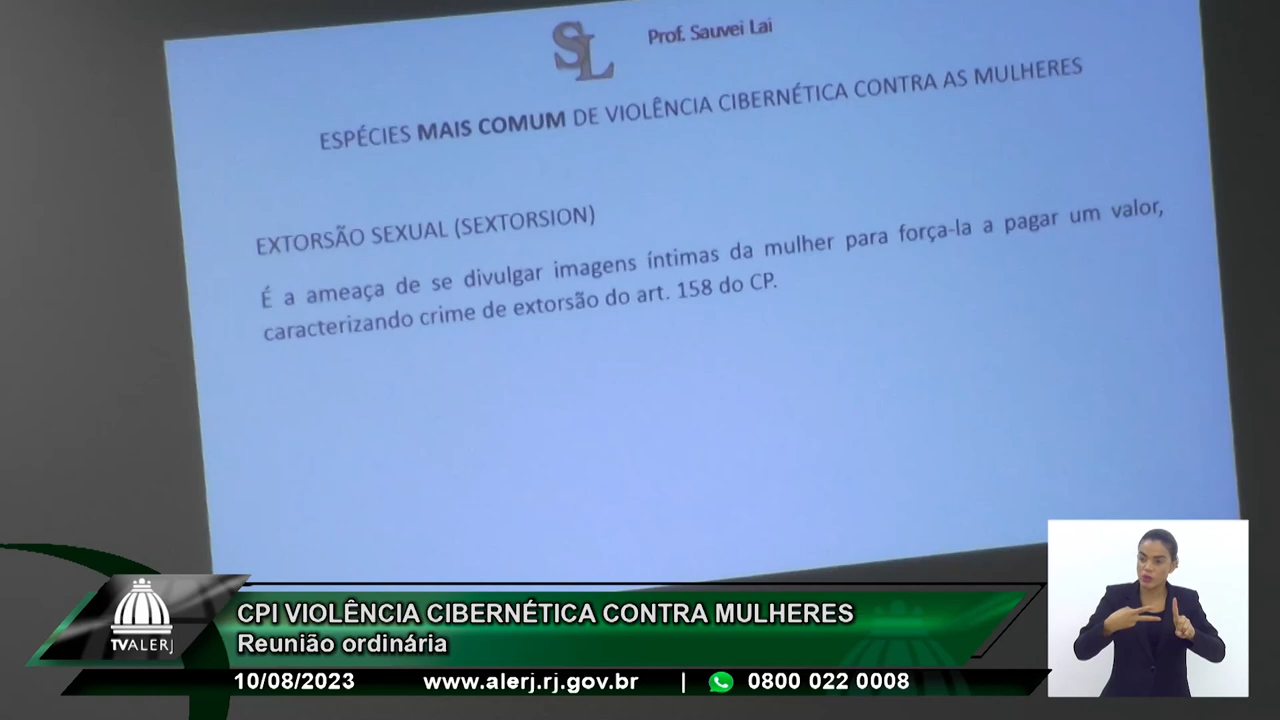 SL
Prof. Sauvei Lai
ESPÉCIES MAIS COMUM DE VIOLÊNCIA CIBERNÉTICA CONTRA AS MULHERES
EXTORSÃO SEXUAL (SEXTORSION)
É a ameaça de se divulgar imagens íntimas da mulher para força-la a pagar um valor,
caracterizando crime de extorsão do art. 158 do CP.
CPI VIOLÊNCIA CIBERNÉTICA CONTRA MULHERES
Reunião ordinária
TVALERJ
10/08/2023 www.alerj.rj.gov.br | 0800 022 0008